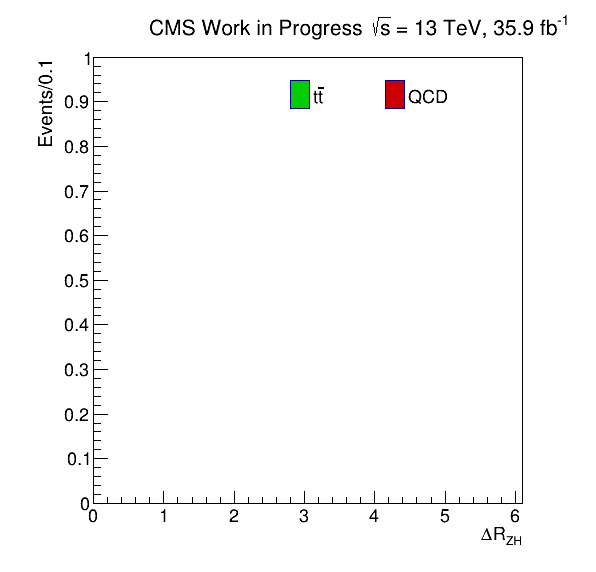 CMS Work in Progress √s = 13 TeV, 35.9 fb⁻¹
Events/0.1
1
0.9
0.8
0.7
0.6
0.5
0.4
0.3
0.2
0.1
0
tt̄
QCD
0 1 2 3 4 5 6
ΔR_ZH